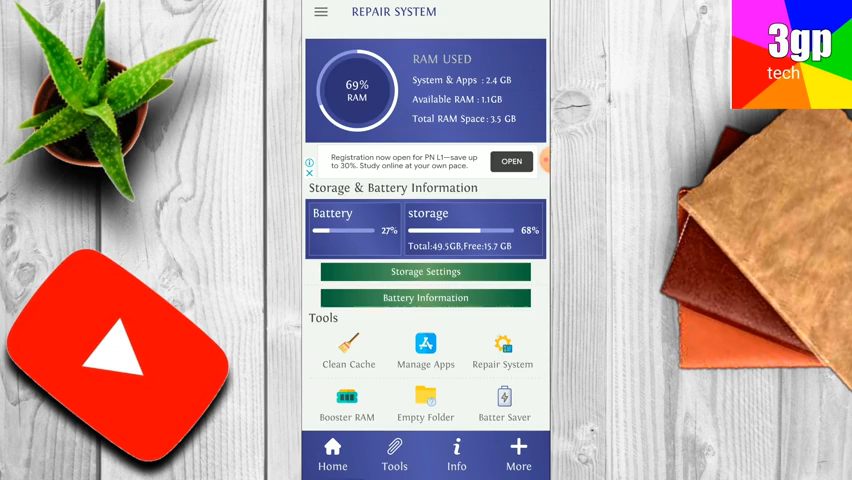 REPAIR SYSTEM
3gp
tech
RAM USED
69%
RAM
System & Apps : 2.4 GB
Available RAM : 1.1GB
Total RAM Space : 3.5 GB
Registration now open for PN L1—save up
to 30%. Study online at your own pace.
OPEN
Storage & Battery Information
Battery
27%
storage
68%
Total:49.5GB,Free:15.7 GB
Storage Settings
Battery Information
Tools
Clean Cache
Manage Apps
Repair System
Booster RAM
Empty Folder
Batter Saver
Home
Tools
Info
More